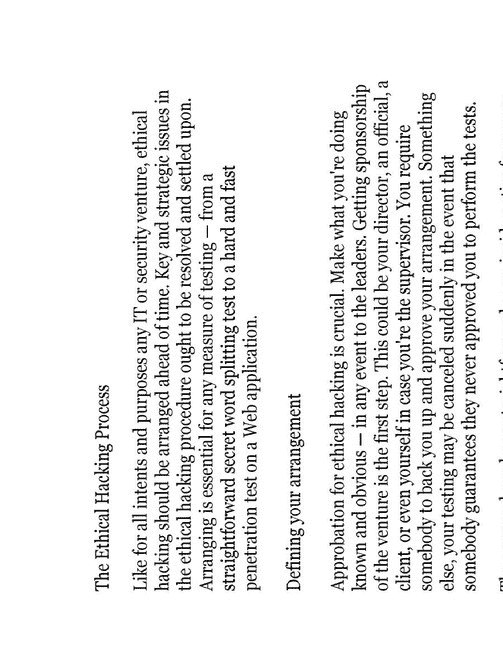 The Ethical Hacking Process
Like for all intents and purposes any IT or security venture, ethical
hacking should be arranged ahead of time. Key and strategic issues in
the ethical hacking procedure ought to be resolved and settled upon.
Arranging is essential for any measure of testing — from a
straightforward secret word splitting test to a hard and fast
penetration test on a Web application.
Defining your arrangement
Approbation for ethical hacking is crucial. Make what you're doing
known and obvious — in any event to the leaders. Getting sponsorship
of the venture is the first step. This could be your director, an official, a
client, or even yourself in case you're the supervisor. You require
somebody to back you up and approve your arrangement. Something
else, your testing may be canceled suddenly in the event that
somebody guarantees they never approved you to perform the tests.